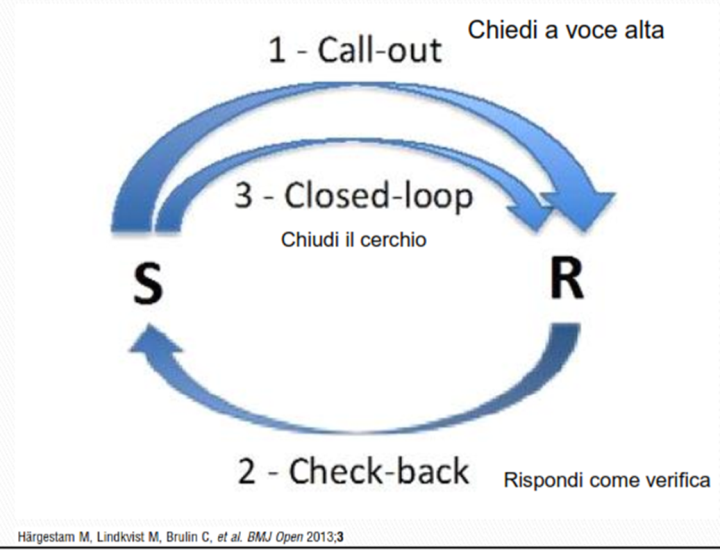 Chiedi a voce alta
1 - Call-out
3 - Closed-loop
Chiudi il cerchio
S
R
2 - Check-back
Rispondi come verifica
Härgestam M, Lindkvist M, Brulin C, et al. BMJ Open 2013;3